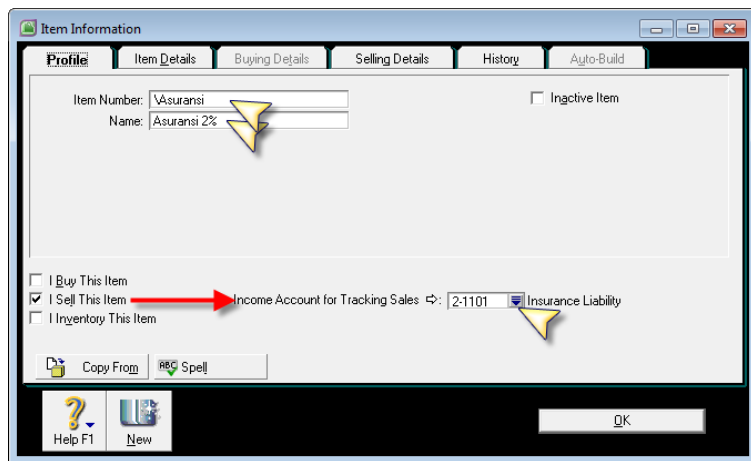 Item Information
Profile Item Details Buying Details Selling Details History Auto-Build
Item Number: \Asuransi
Inactive Item
Name: Asuransi 2%
I Buy This Item
I Sell This Item Income Account for Tracking Sales ⇨: 2-1101 Insurance Liability
I Inventory This Item
Copy From ABC Spell
Help F1 New OK